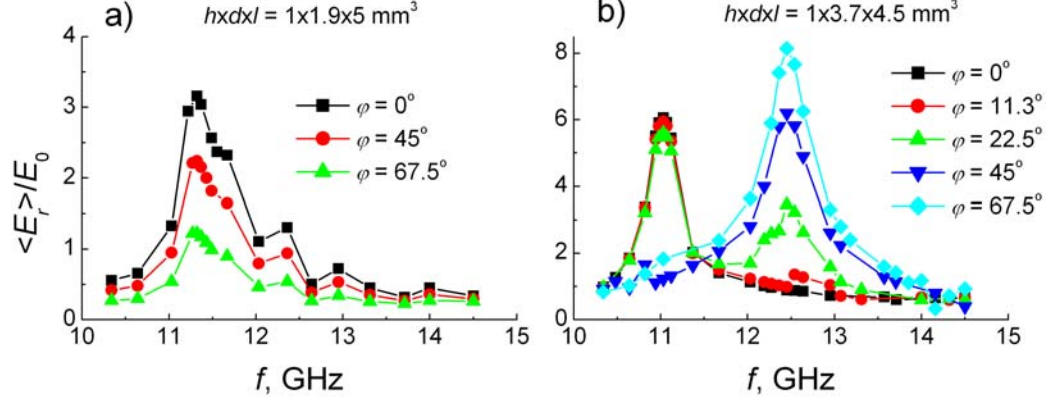 a)
hxdxl = 1x1.9x5 mm³
<E_r>/E_0
4
3
2
1
0
φ = 0°
φ = 45°
φ = 67.5°
10 11 12 13 14 15
f, GHz
b)
hxdxl = 1x3.7x4.5 mm³
8
6
4
2
0
φ = 0°
φ = 11.3°
φ = 22.5°
φ = 45°
φ = 67.5°
10 11 12 13 14 15
f, GHz